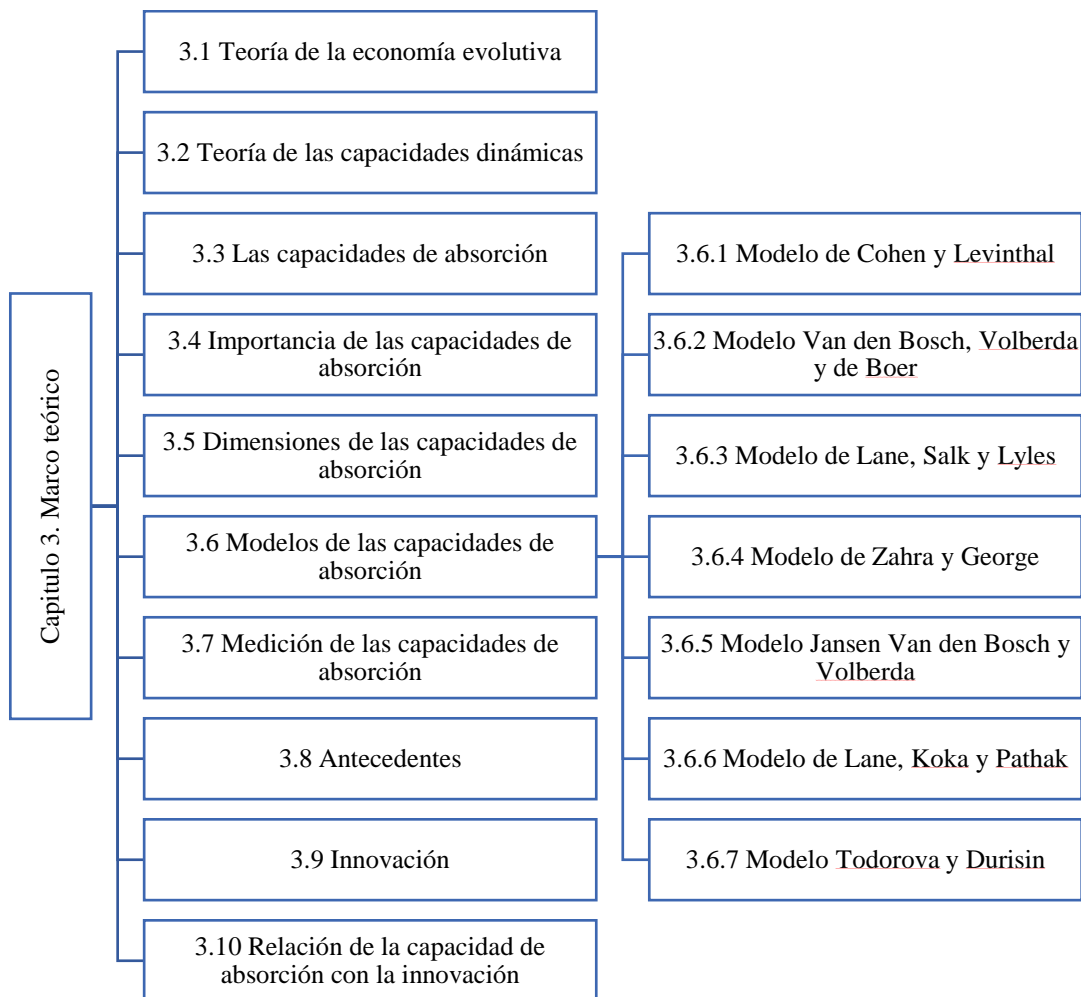 Capitulo 3. Marco teórico
3.1 Teoría de la economía evolutiva
3.2 Teoría de las capacidades dinámicas
3.3 Las capacidades de absorción
3.4 Importancia de las capacidades de
absorción
3.5 Dimensiones de las capacidades de
absorción
3.6 Modelos de las capacidades de
absorción
3.7 Medición de las capacidades de
absorción
3.8 Antecedentes
3.9 Innovación
3.10 Relación de la capacidad de
absorción con la innovación
3.6.1 Modelo de Cohen y Levinthal
3.6.2 Modelo Van den Bosch, Volberda
y de Boer
3.6.3 Modelo de Lane, Salk y Lyles
3.6.4 Modelo de Zahra y George
3.6.5 Modelo Jansen Van den Bosch y
Volberda
3.6.6 Modelo de Lane, Koka y Pathak
3.6.7 Modelo Todorova y Durisin